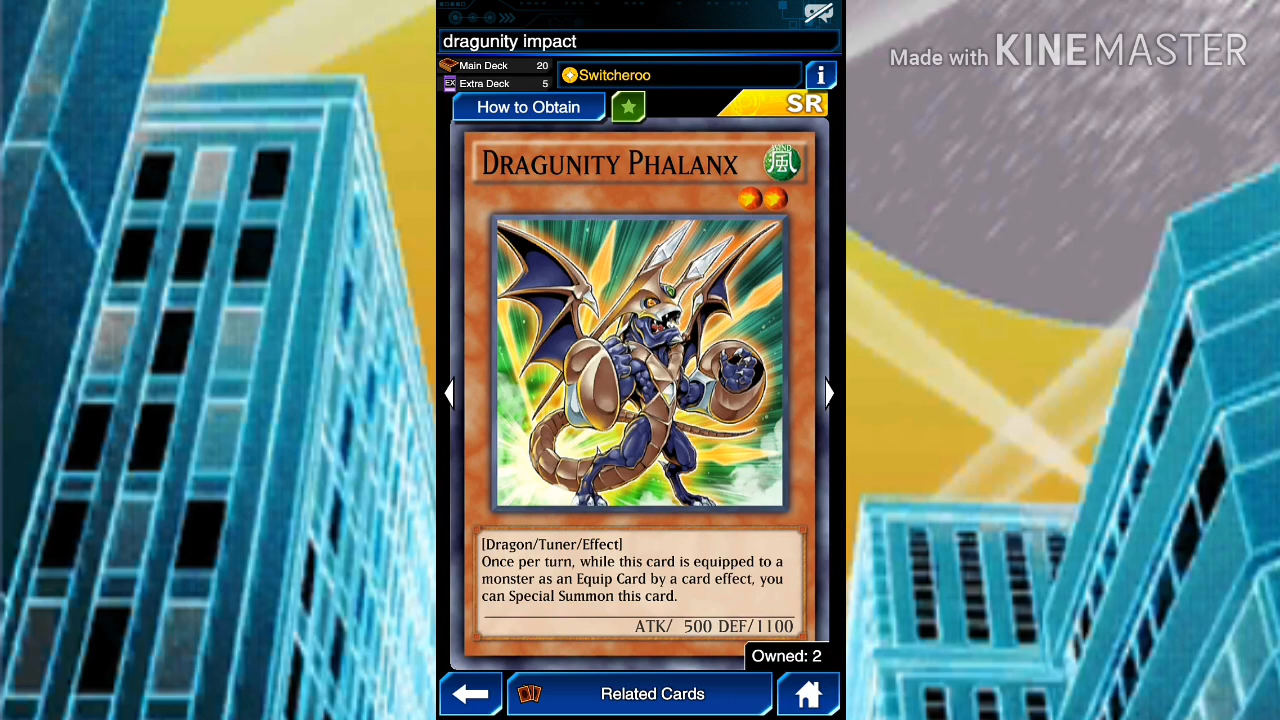 dragunity impact
Made with KINEMASTER
Main Deck 20
Switcheroo
i
EX Extra Deck 5
How to Obtain
SR
DRAGUNITY PHALANX
WIND
風
[Dragon/Tuner/Effect]
Once per turn, while this card is equipped to a
monster as an Equip Card by a card effect, you
can Special Summon this card.
ATK/ 500 DEF/1100
Owned: 2
Related Cards